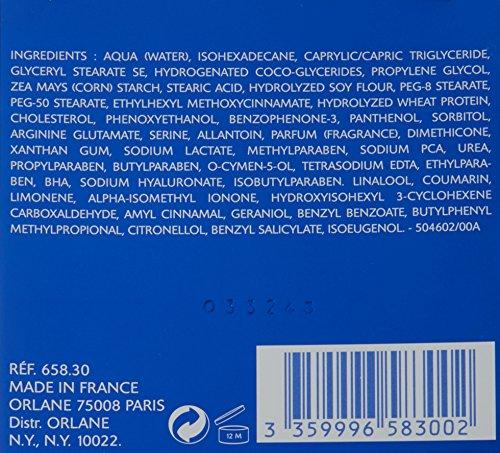 INGREDIENTS : AQUA (WATER), ISOHEXADECANE, CAPRYLIC/CAPRIC TRIGLYCERIDE,
GLYCERYL STEARATE SE, HYDROGENATED COCO-GLYCERIDES, PROPYLENE GLYCOL,
ZEA MAYS (CORN) STARCH, STEARIC ACID, HYDROLYZED SOY FLOUR, PEG-8 STEARATE,
PEG-50 STEARATE, ETHYLHEXYL METHOXYCINNAMATE, HYDROLYZED WHEAT PROTEIN,
CHOLESTEROL, PHENOXYETHANOL, BENZOPHENONE-3, PANTHENOL, SORBITOL,
ARGININE GLUTAMATE, SERINE, ALLANTOIN, PARFUM (FRAGRANCE), DIMETHICONE,
XANTHAN GUM, SODIUM LACTATE, METHYLPARABEN, SODIUM PCA, UREA,
PROPYLPARABEN, BUTYLPARABEN, O-CYMEN-5-OL, TETRASODIUM EDTA, ETHYLPARA-
BEN, BHA, SODIUM HYALURONATE, ISOBUTYLPARABEN. LINALOOL, COUMARIN,
LIMONENE, ALPHA-ISOMETHYL IONONE, HYDROXYISOHEXYL 3-CYCLOHEXENE
CARBOXALDEHYDE, AMYL CINNAMAL, GERANIOL, BENZYL BENZOATE, BUTYLPHENYL
METHYLPROPIONAL, CITRONELLOL, BENZYL SALICYLATE, ISOEUGENOL. - 504602/00A
033243
RÉF. 658.30
MADE IN FRANCE
ORLANE 75008 PARIS
Distr. ORLANE
N.Y., N.Y. 10022.
12 M
3 359996 583002